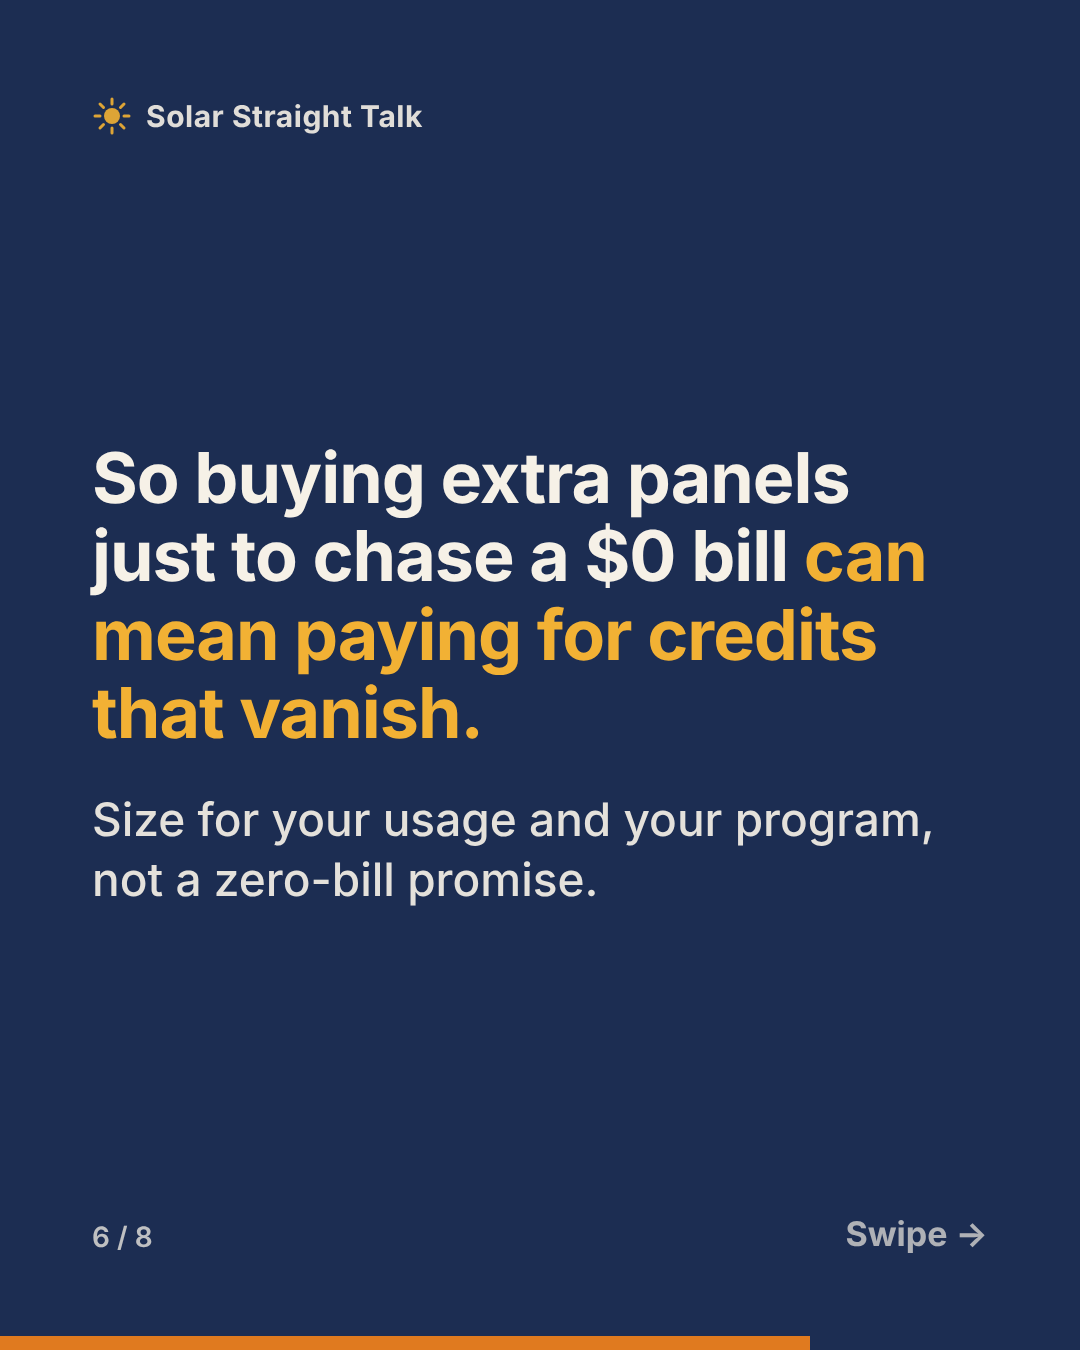 Solar Straight Talk
So buying extra panels
just to chase a $0 bill can
mean paying for credits
that vanish.
Size for your usage and your program,
not a zero-bill promise.
6 / 8
Swipe →